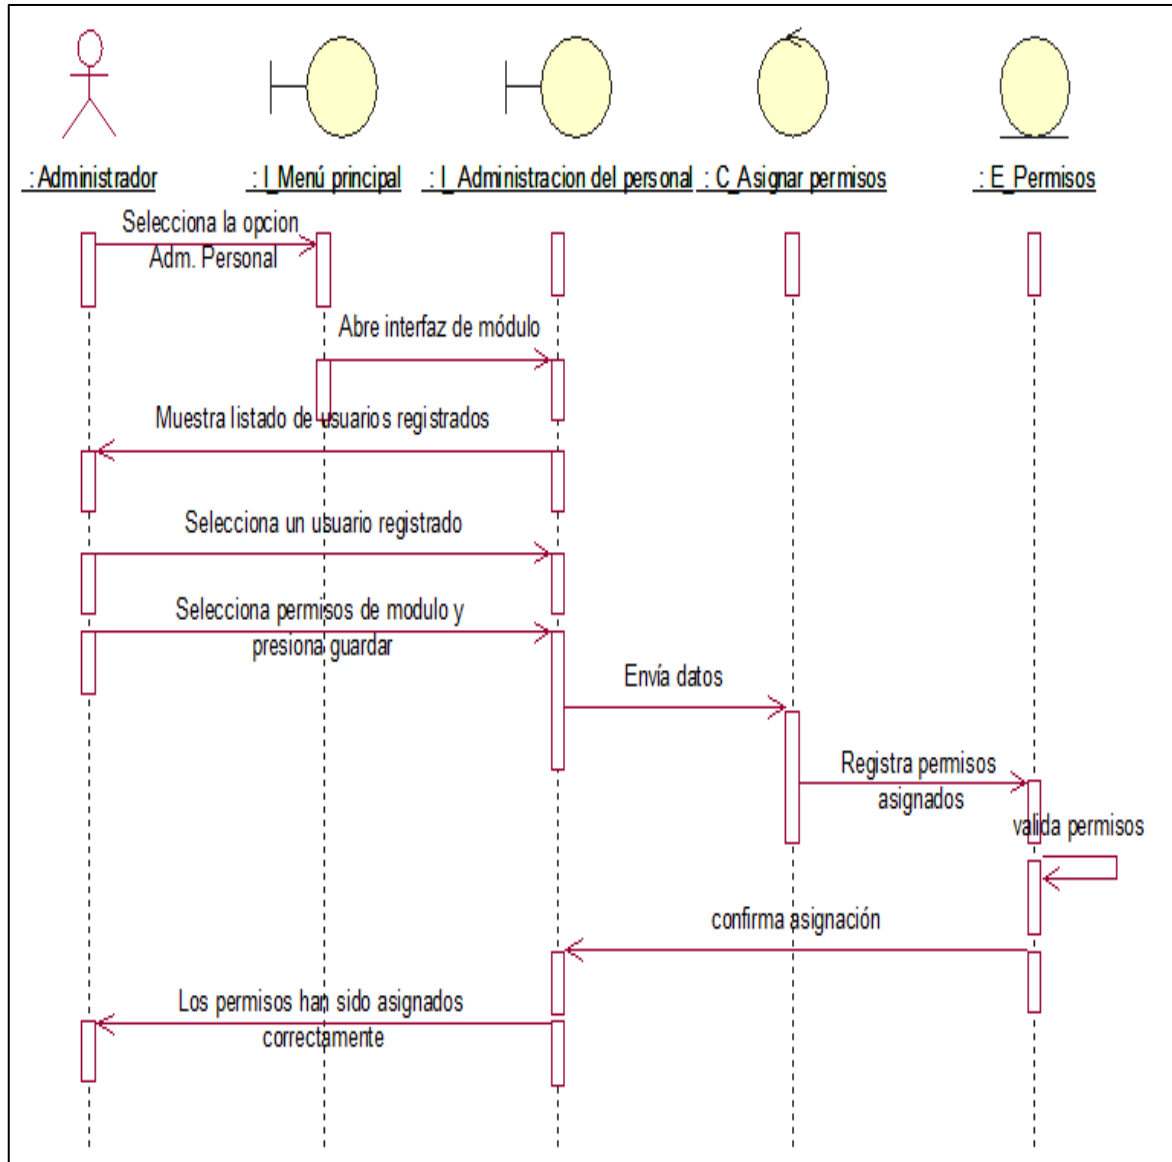 : Administrador
: I_Menú principal
: I_Administracion del personal
: C_Asignar permisos
: E_Permisos
Selecciona la opcion
Adm. Personal
Abre interfaz de módulo
Muestra listado de usuarios registrados
Selecciona un usuario registrado
Selecciona permisos de modulo y
presiona guardar
Envía datos
Registra permisos
asignados
valida permisos
confirma asignación
Los permisos han sido asignados
correctamente